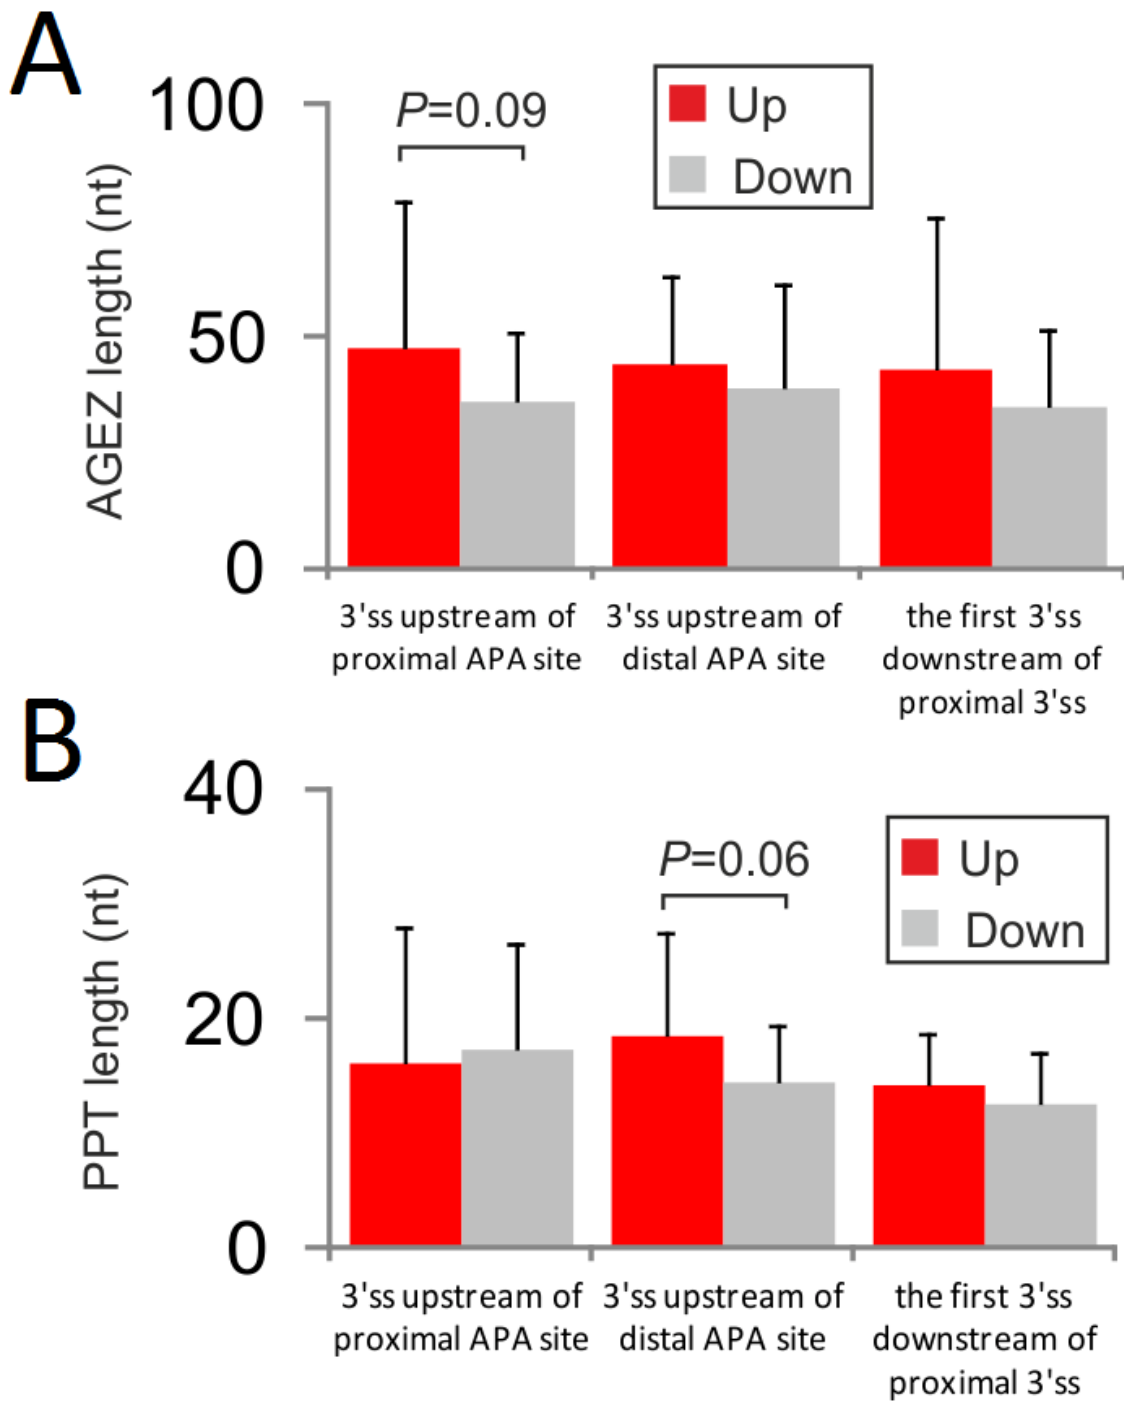 A
100
P=0.09
Up
Down
AGEZ length (nt)
50
0
3'ss upstream of
proximal APA site
3'ss upstream of
distal APA site
the first 3'ss
downstream of
proximal 3'ss
B
40
P=0.06
Up
Down
PPT length (nt)
20
0
3'ss upstream of
proximal APA site
3'ss upstream of
distal APA site
the first 3'ss
downstream of
proximal 3'ss